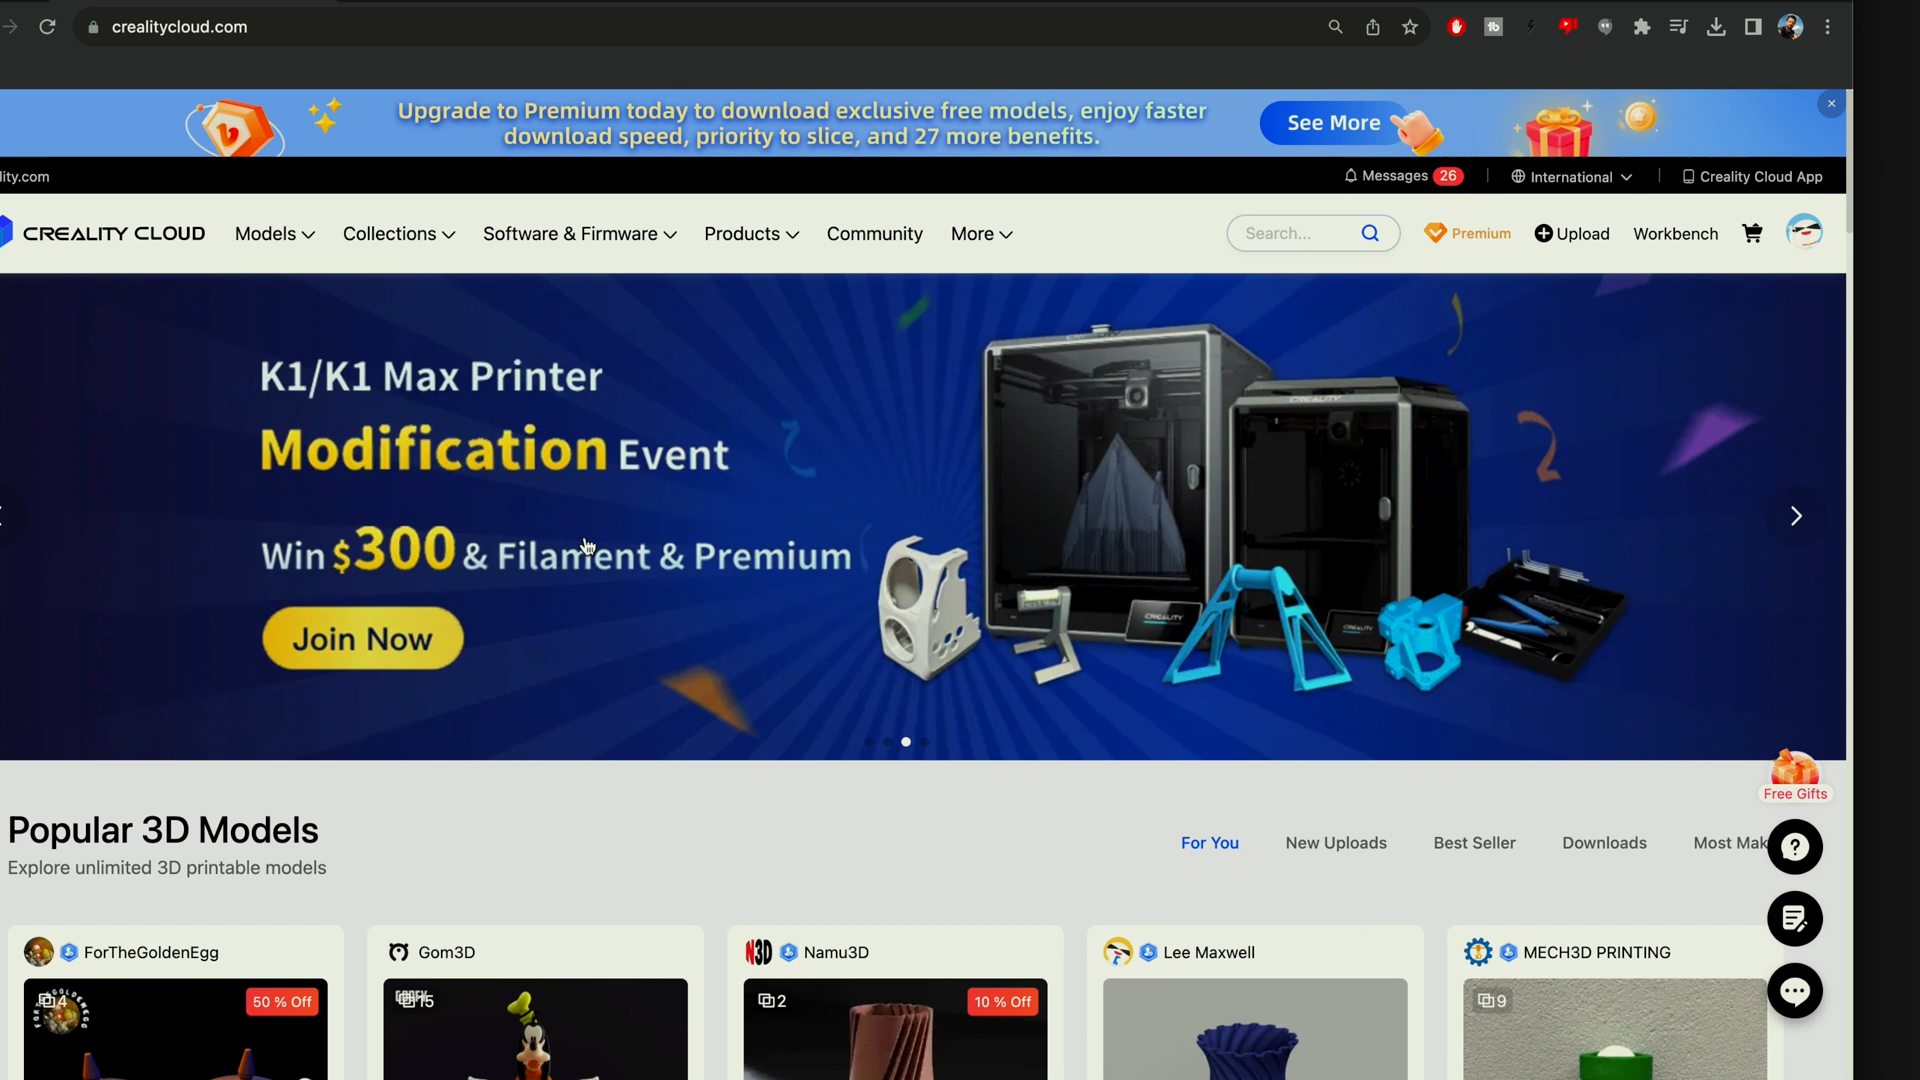 crealitycloud.com
Upgrade to Premium today to download exclusive free models, enjoy faster
download speed, priority to slice, and 27 more benefits.
See More
lity.com
Messages 26
International
Creality Cloud App
CREALITY CLOUD
Models
Collections
Software & Firmware
Products
Community
More
Search...
Premium
Upload
Workbench
K1/K1 Max Printer
Modification Event
Win $300 & Filament & Premium
Join Now
CREALITY
CREALITY
Free Gifts
Popular 3D Models
Explore unlimited 3D printable models
For You
New Uploads
Best Seller
Downloads
Most Mak
ForTheGoldenEgg
Gom3D
N3D
Namu3D
Lee Maxwell
MECH3D PRINTING
4
50 % Off
15
2
10 % Off
9